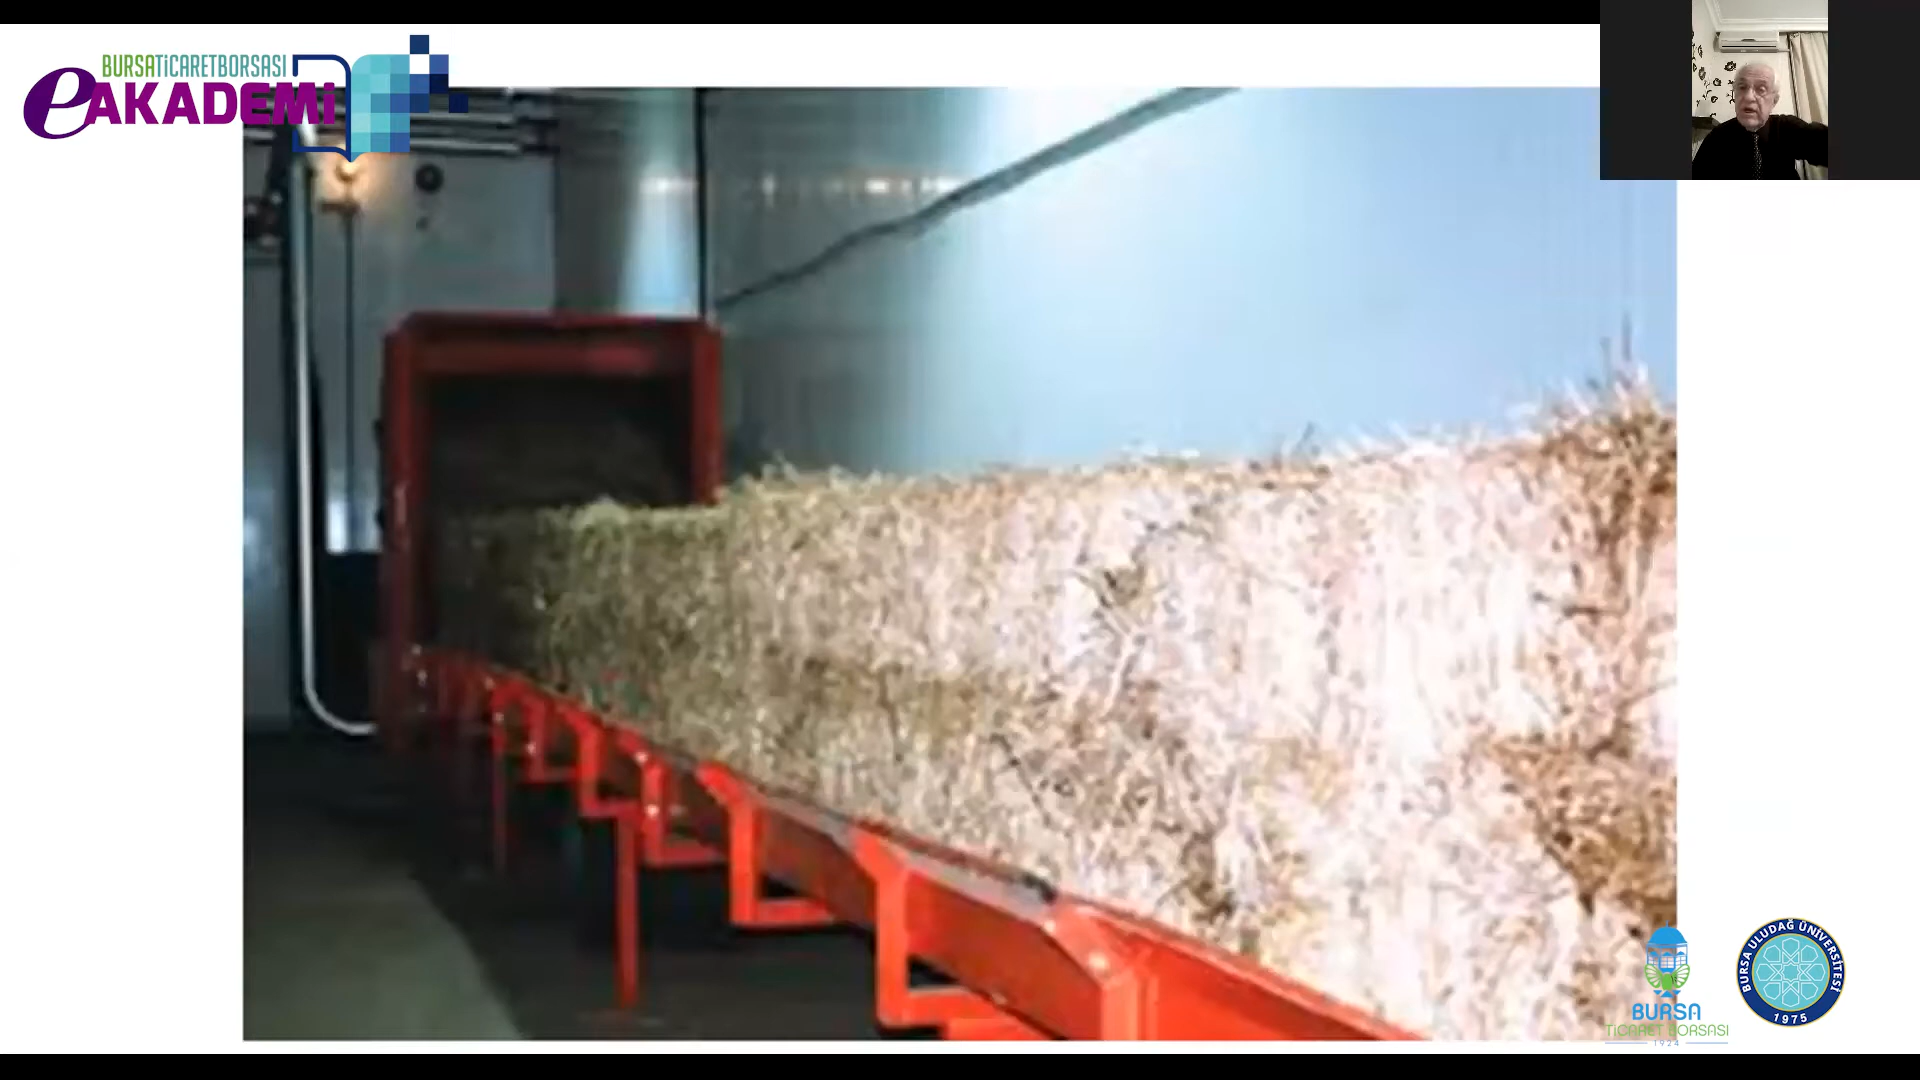 BURSATİCARETBORSASI
eAKADEMİ
BURSA
TİCARET BORSASI
1924
BURSA ULUDAĞ ÜNİVERSİTESİ
1975